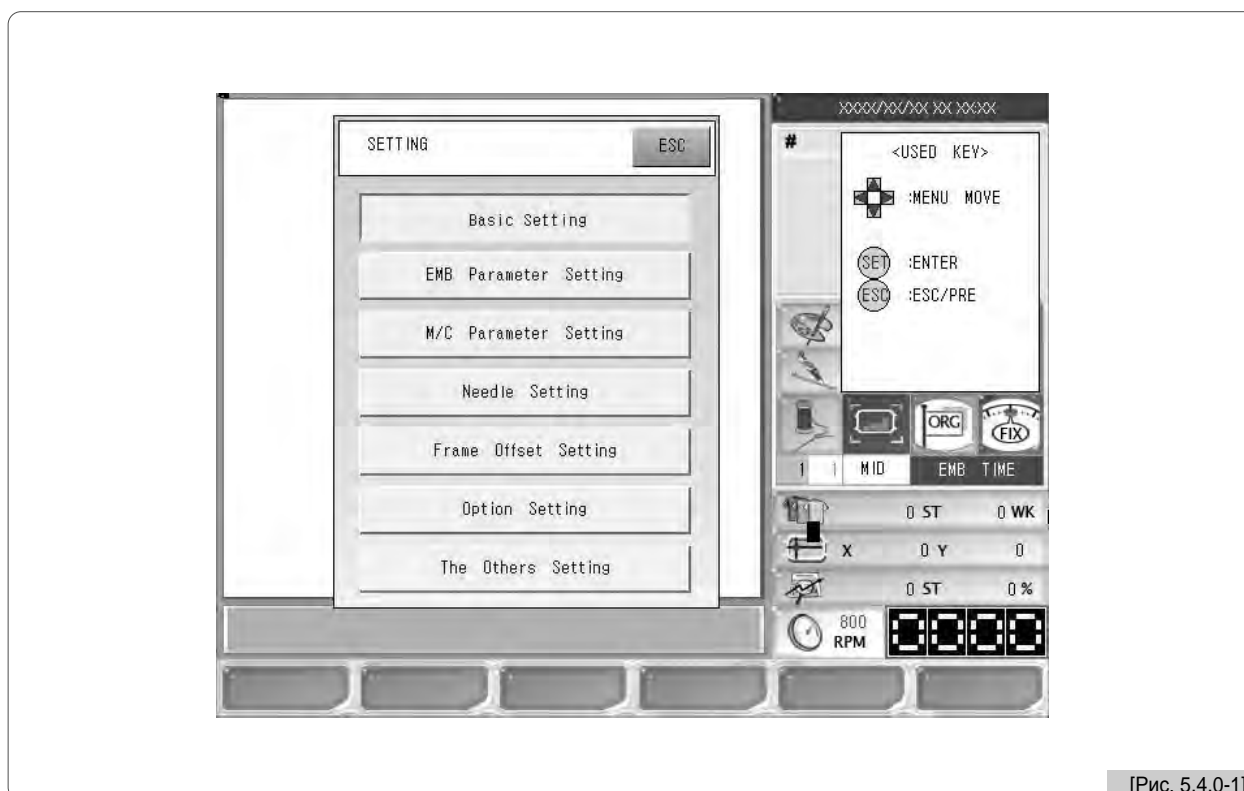 SETTING
ESC
Basic Setting
EMB Parameter Setting
M/C Parameter Setting
Needle Setting
Frame Offset Setting
Option Setting
The Others Setting
XXXX/XX/XX XX XX:XX
#
<USED KEY>
:MENU MOVE
SET :ENTER
ESC :ESC/PRE
ORG
FIX
1 1 MID EMB TIME
0 ST 0 WK
X 0 Y 0
0 ST 0 %
800
RPM
0000
[Рис. 5.4.0-1]